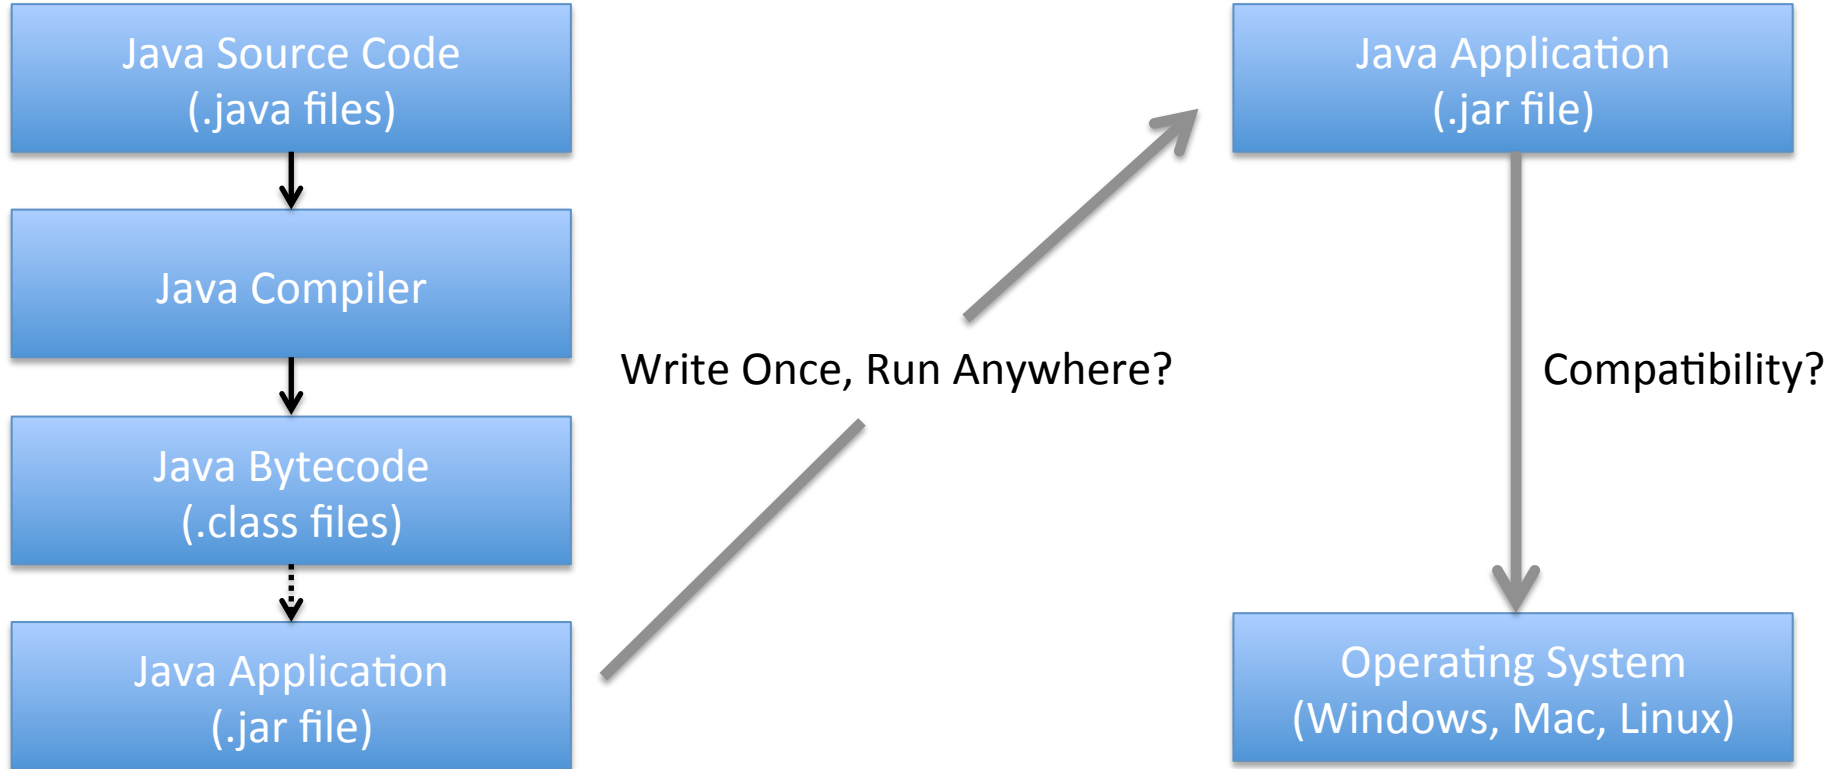 Java Source Code
(.java files)
Java Compiler
Java Bytecode
(.class files)
Java Application
(.jar file)
Write Once, Run Anywhere?
Java Application
(.jar file)
Compatibility?
Operating System
(Windows, Mac, Linux)